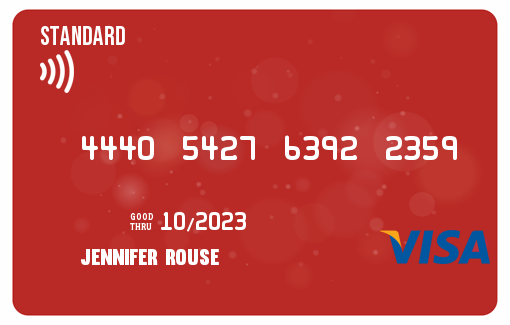 STANDARD
4440 5427 6392 2359
GOOD THRU 10/2023
JENNIFER ROUSE
VISA